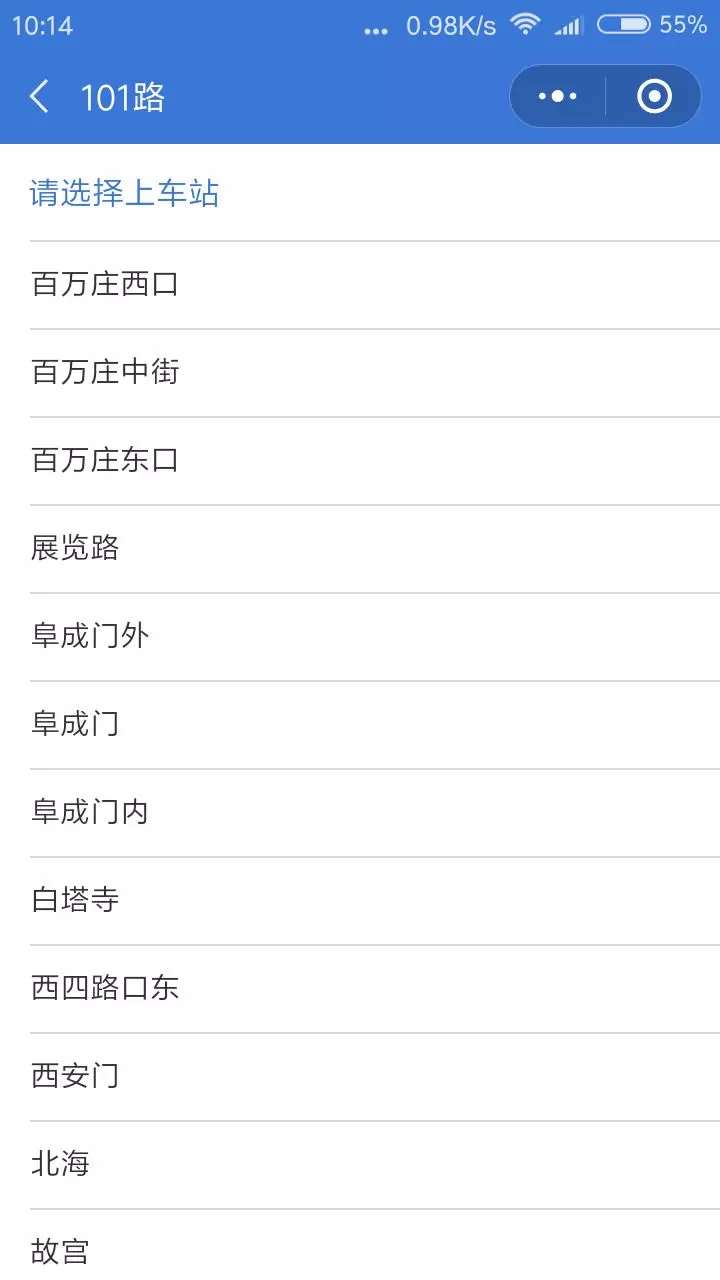 10:14 ... 0.98K/s 55%
101路
请选择上车站
百万庄西口
百万庄中街
百万庄东口
展览路
阜成门外
阜成门
阜成门内
白塔寺
西四路口东
西安门
北海
故宫